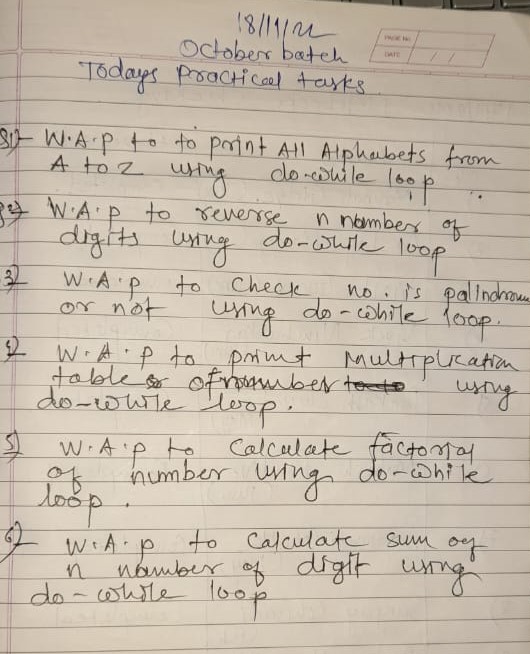 18/11/22
October batch
PAGE NO.
DATE / /
Todays practical tasks
W.A.P to to print All Alphabets from
A to Z using do-while loop
2) W.A.P to reverse n number of
digits using do-while loop
3) W.A.P to check no. is palindrome
or not using do-while loop.
W.A.P to print Multiplication
table of number using
do-while loop.
5) W.A.P to Calculate factorial
of number using do-while
loop.
6) W.A.P to Calculate sum of
n number of digit using
do-while loop